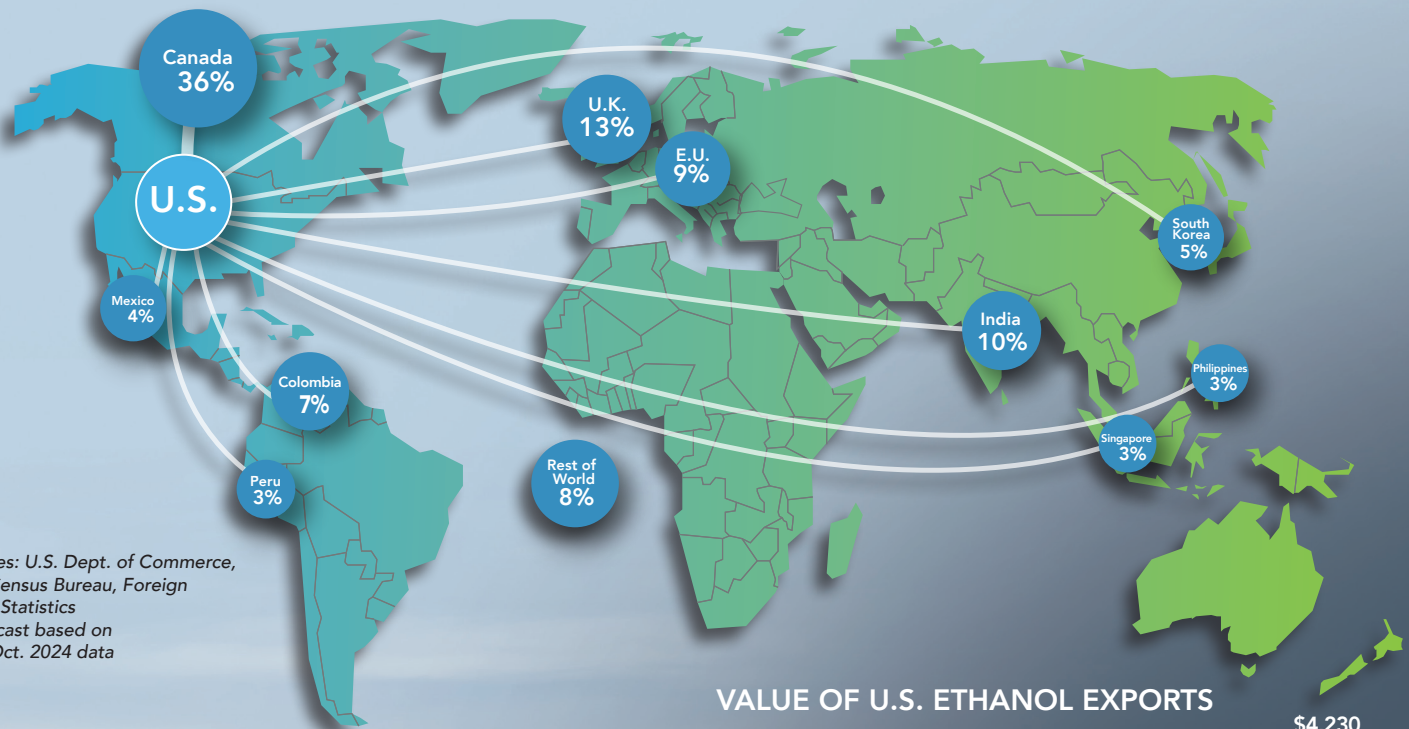 Canada
36%
U.K.
13%
E.U.
9%
U.S.
South
Korea
5%
Mexico
4%
India
10%
Colombia
7%
Philippines
3%
Singapore
3%
Rest of
World
8%
Peru
3%
es: U.S. Dept. of Commerce,
ensus Bureau, Foreign
Statistics
cast based on
Oct. 2024 data
VALUE OF U.S. ETHANOL EXPORTS
$4,230